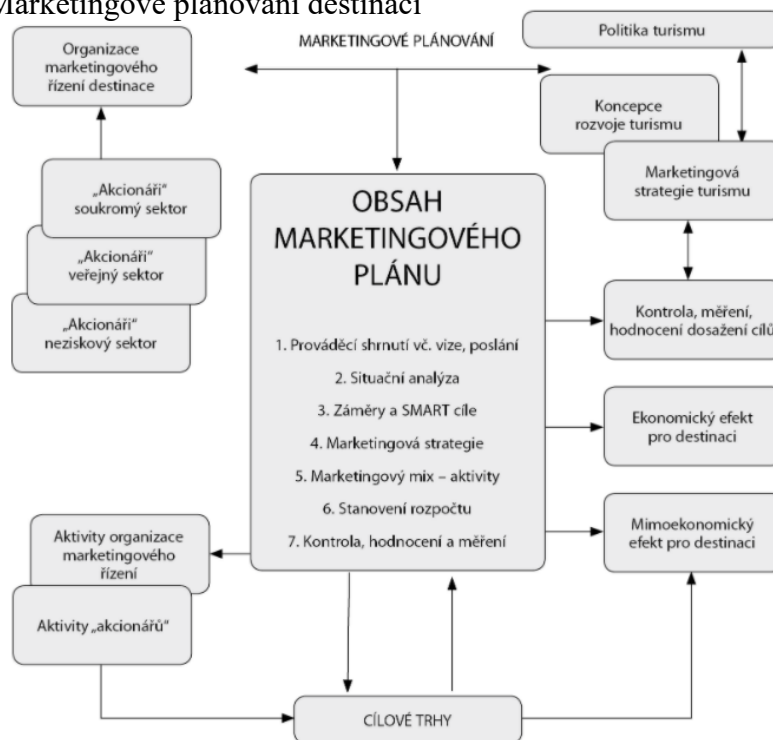 Marketingové plánování destinací
Organizace
marketingového
řízení destinace
MARKETINGOVÉ PLÁNOVÁNÍ
Politika turismu
Koncepce
rozvoje turismu
Marketingová
strategie turismu
„Akcionáři“
soukromý sektor
„Akcionáři“
veřejný sektor
„Akcionáři“
neziskový sektor
OBSAH
MARKETINGOVÉHO
PLÁNU
1. Prováděcí shrnutí vč. vize, poslání
2. Situační analýza
3. Záměry a SMART cíle
4. Marketingová strategie
5. Marketingový mix – aktivity
6. Stanovení rozpočtu
7. Kontrola, hodnocení a měření
Kontrola, měření,
hodnocení dosažení cílů
Ekonomický efekt
pro destinaci
Mimoekonomický
efekt pro destinaci
Aktivity organizace
marketingového
řízení
Aktivity „akcionářů“
CÍLOVÉ TRHY